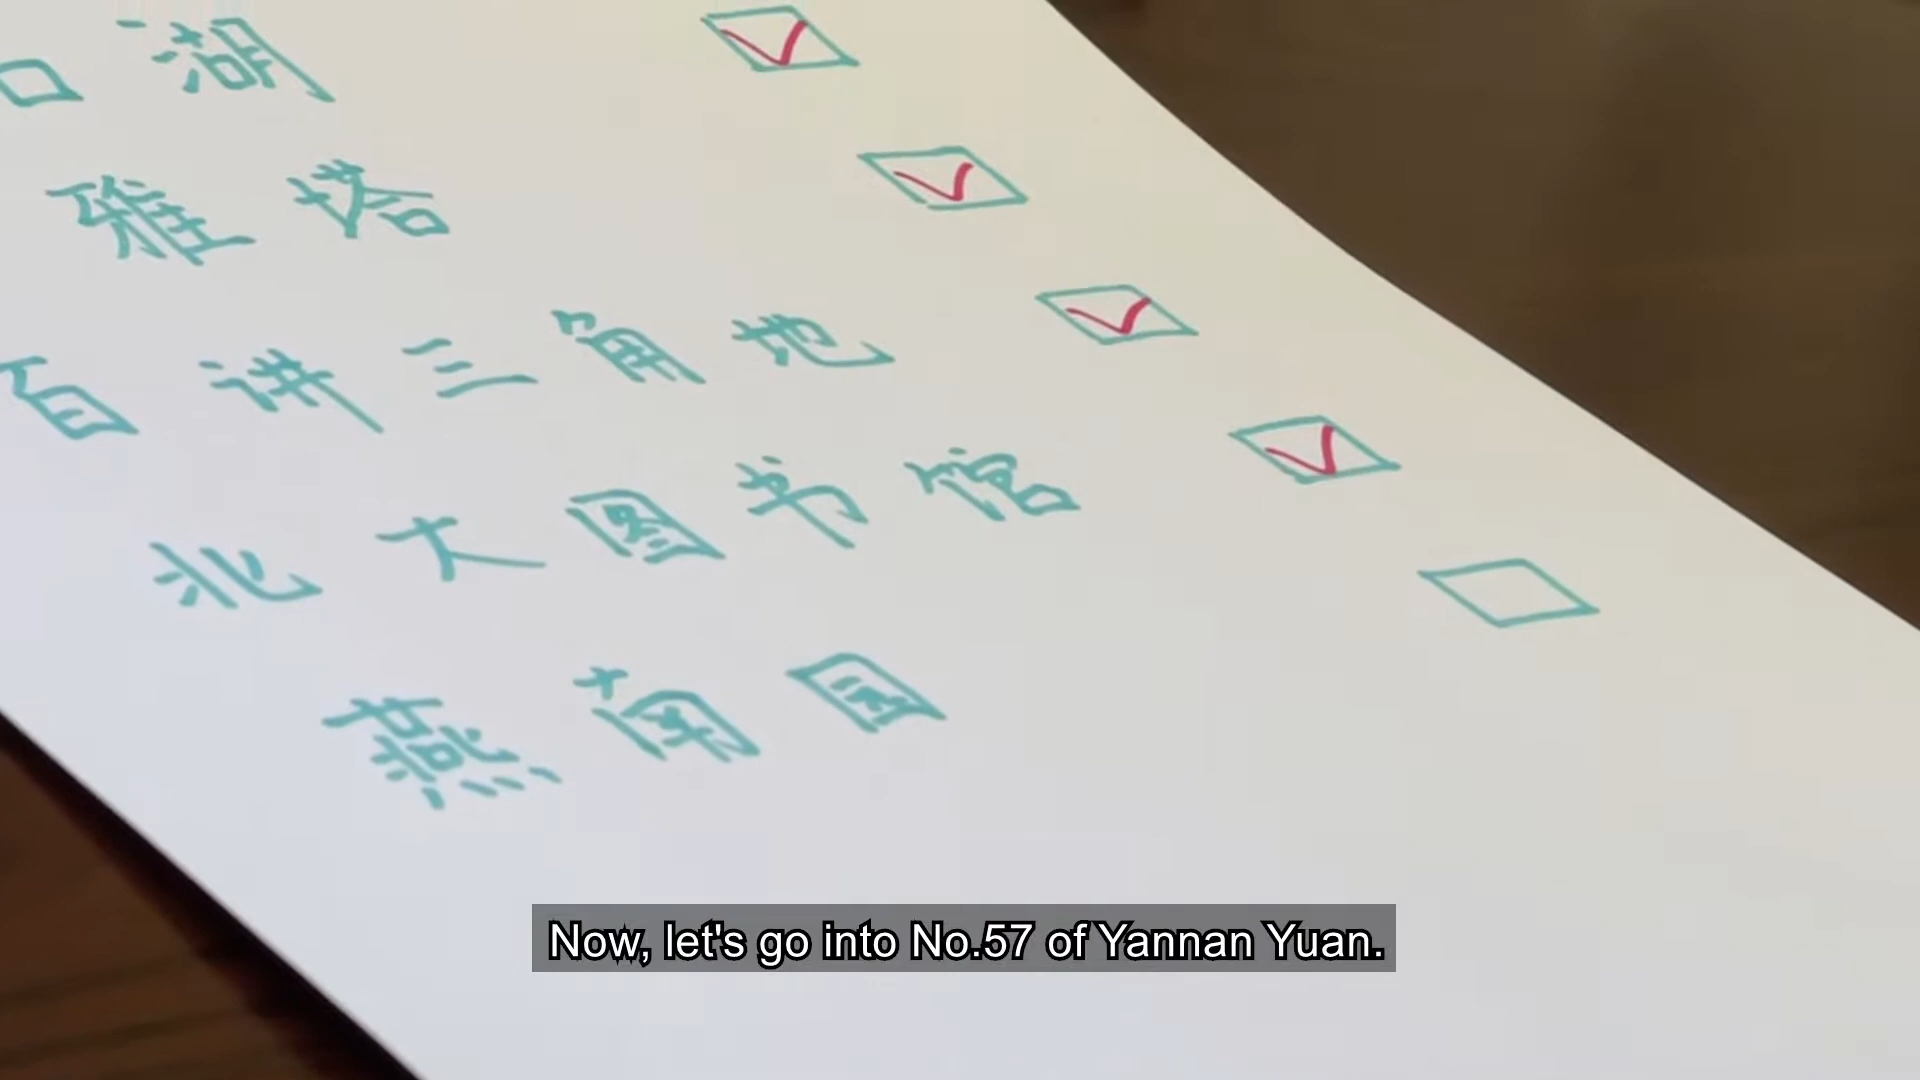 湖
雅塔
百讲三角地
北大图书馆
燕南园
Now, let's go into No.57 of Yannan Yuan.